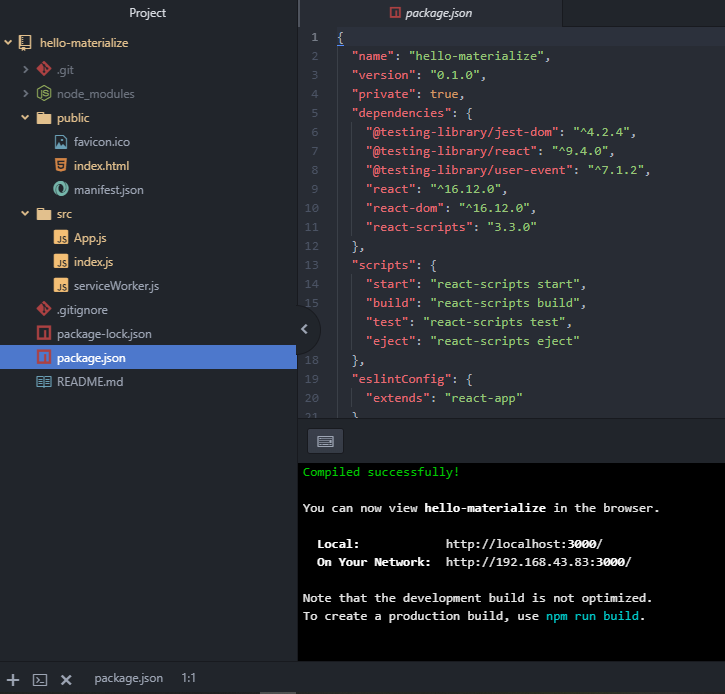 Project
hello-materialize
.git
node_modules
public
favicon.ico
index.html
manifest.json
src
App.js
index.js
serviceWorker.js
.gitignore
package-lock.json
package.json
README.md
package.json
1 {
2 "name": "hello-materialize",
3 "version": "0.1.0",
4 "private": true,
5 "dependencies": {
6 "@testing-library/jest-dom": "^4.2.4",
7 "@testing-library/react": "^9.4.0",
8 "@testing-library/user-event": "^7.1.2",
9 "react": "^16.12.0",
10 "react-dom": "^16.12.0",
11 "react-scripts": "3.3.0"
12 },
13 "scripts": {
14 "start": "react-scripts start",
15 "build": "react-scripts build",
"test": "react-scripts test",
"eject": "react-scripts eject"
18 },
19 "eslintConfig": {
20 "extends": "react-app"
21 }
Compiled successfully!
You can now view hello-materialize in the browser.
Local: http://localhost:3000/
On Your Network: http://192.168.43.83:3000/
Note that the development build is not optimized.
To create a production build, use npm run build.
package.json 1:1